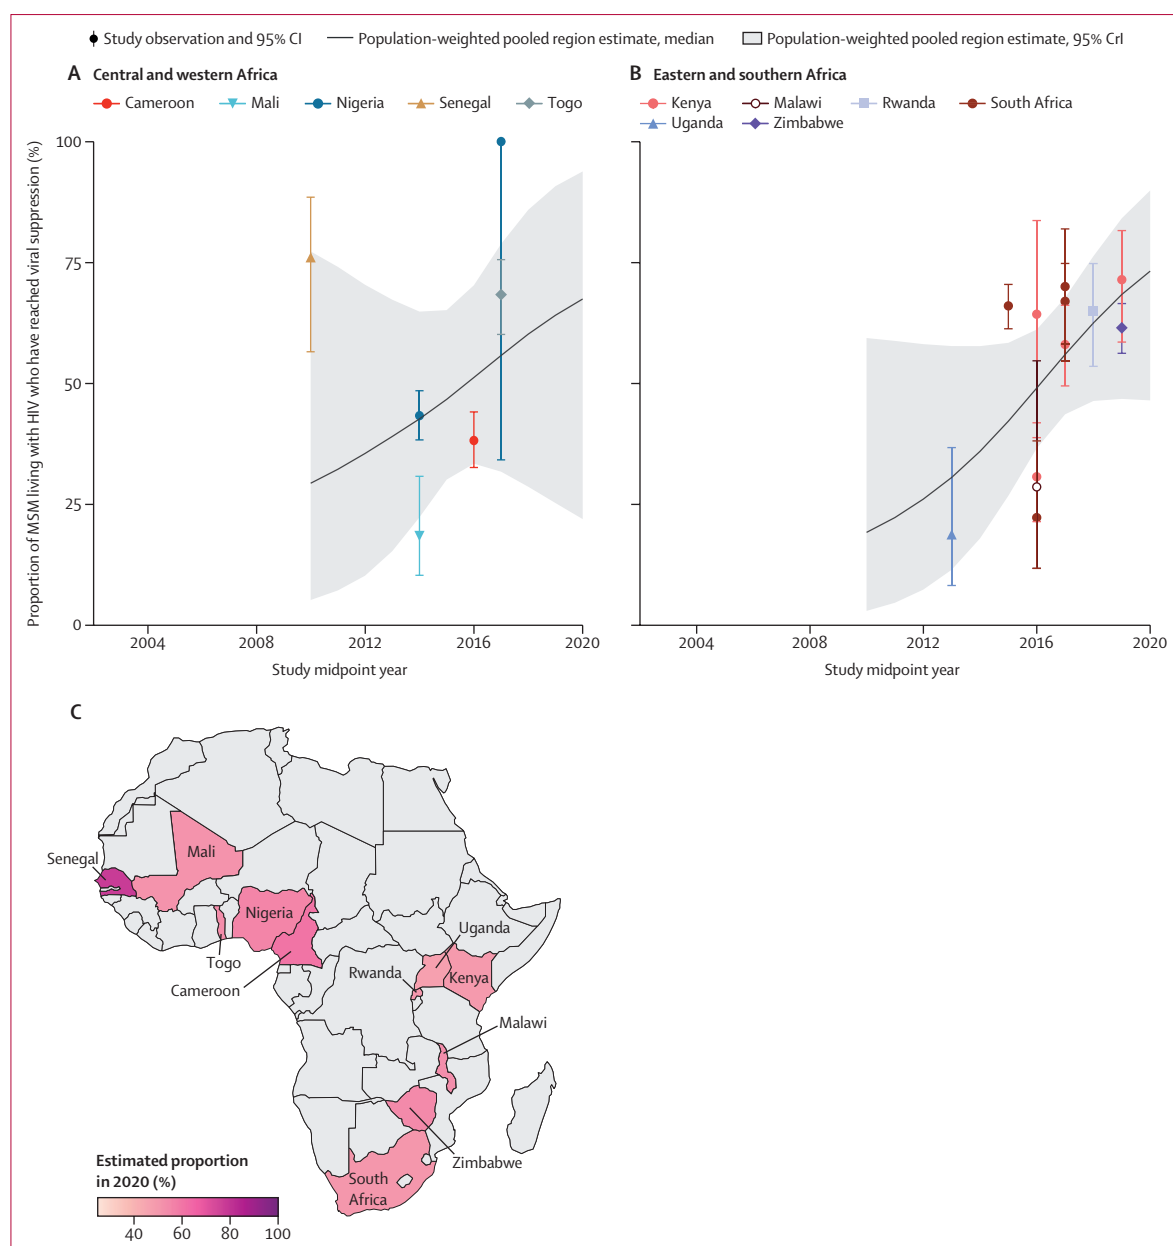 Study observation and 95% CI
Population-weighted pooled region estimate, median
Population-weighted pooled region estimate, 95% CrI
A Central and western Africa
Cameroon Mali Nigeria Senegal Togo
B Eastern and southern Africa
Kenya Malawi Rwanda South Africa
Uganda Zimbabwe
Proportion of MSM living with HIV who have reached viral suppression (%)
100
75
50
25
0
2004 2008 2012 2016 2020
Study midpoint year
2004 2008 2012 2016 2020
Study midpoint year
C
Senegal
Mali
Nigeria
Togo
Cameroon
Uganda
Rwanda
Kenya
Malawi
Zimbabwe
South
Africa
Estimated proportion
in 2020 (%)
40 60 80 100